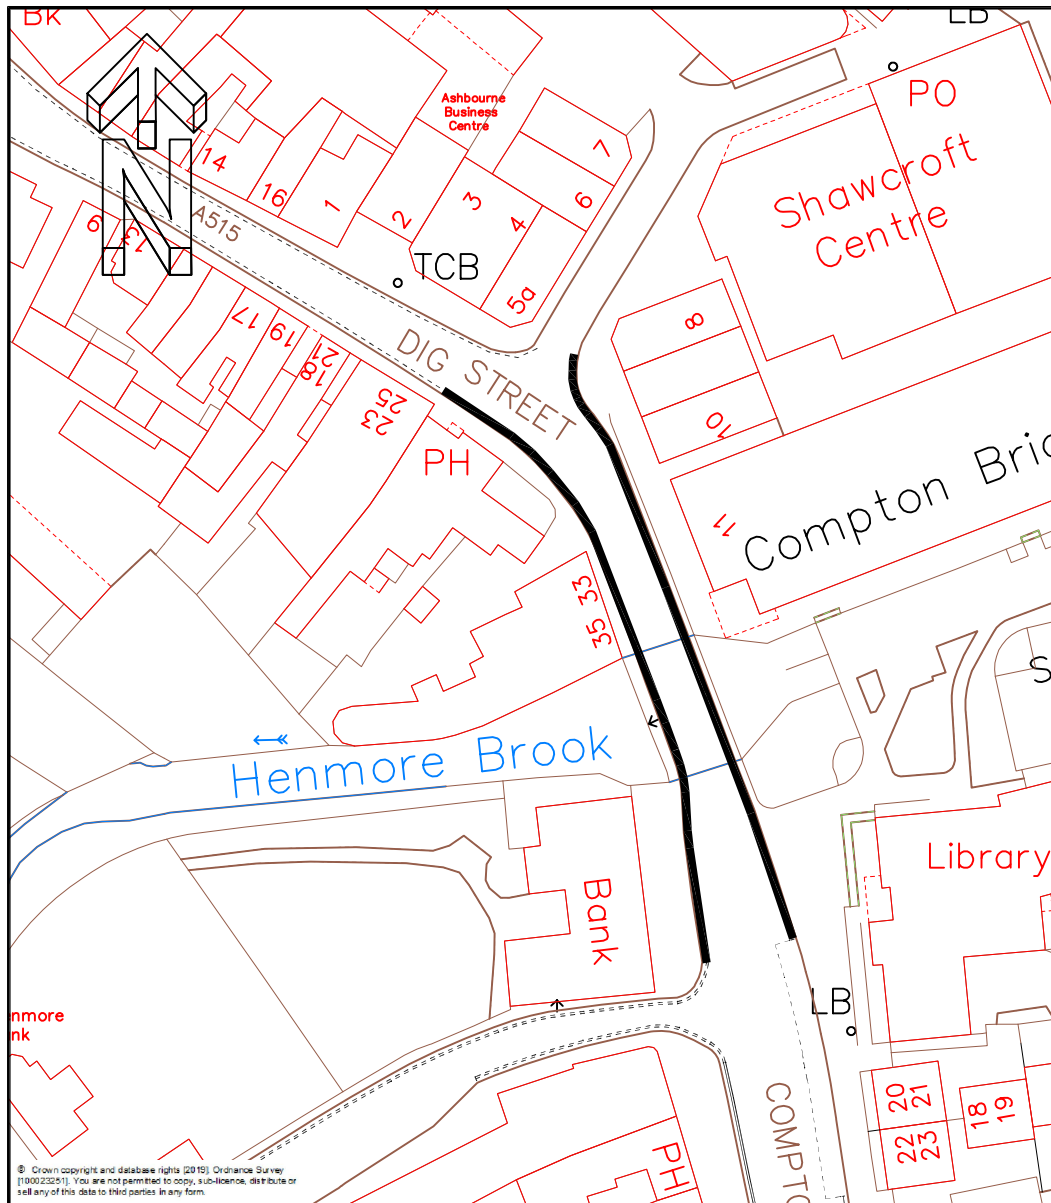 Bk
LB
PO
Ashbourne
Business
Centre
Shawcroft
Centre
14
16
1
2
3
4
5a
6
7
A515
9
13
N
TCB
17
19
21
18
23
25
DIG STREET
8
10
11
PH
Compton Bri
33
35
S
Henmore Brook
Bank
Library
LB
nmore
nk
20
21
22
23
18
19
COMPTO
PH
© Crown copyright and database rights [2019]. Ordnance Survey
[100023251]. You are not permitted to copy, sub-licence, distribute or
sell any of this data to third parties in any form.